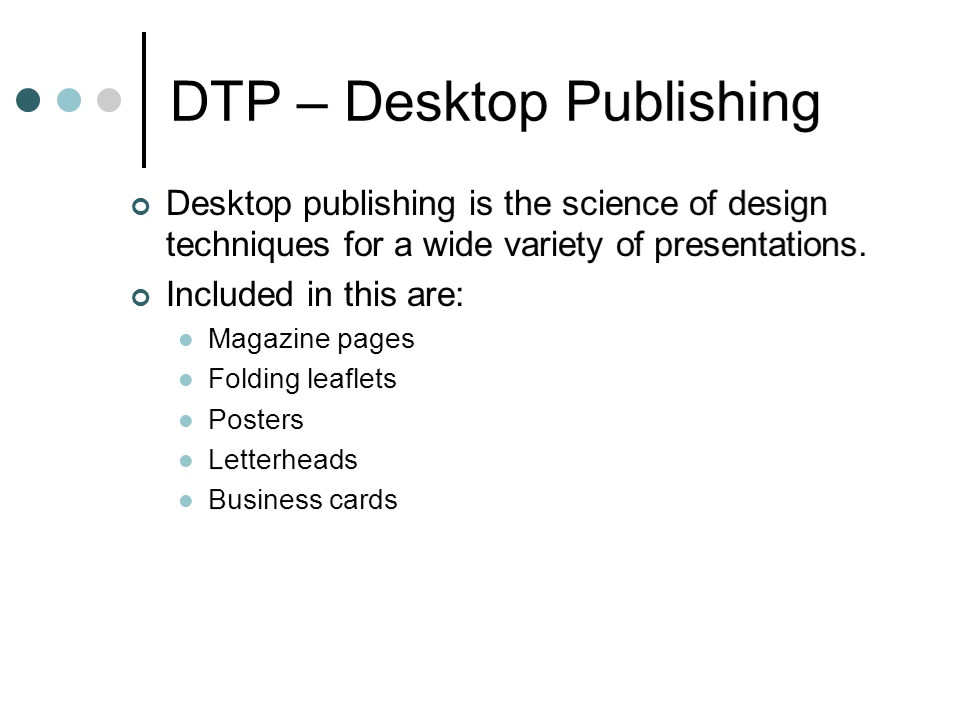 DTP – Desktop Publishing
Desktop publishing is the science of design
techniques for a wide variety of presentations.
Included in this are:
Magazine pages
Folding leaflets
Posters
Letterheads
Business cards